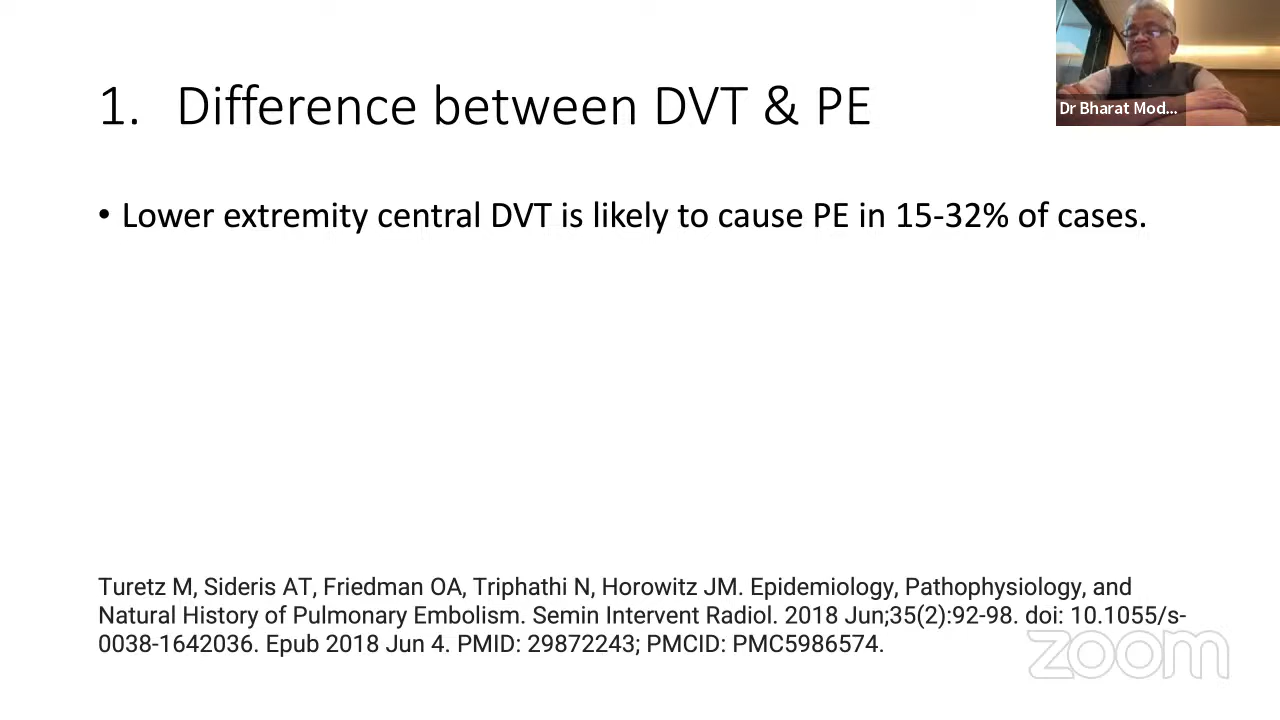 1. Difference between DVT & PE
Dr Bharat Mod...
• Lower extremity central DVT is likely to cause PE in 15-32% of cases.
Turetz M, Sideris AT, Friedman OA, Triphathi N, Horowitz JM. Epidemiology, Pathophysiology, and
Natural History of Pulmonary Embolism. Semin Intervent Radiol. 2018 Jun;35(2):92-98. doi: 10.1055/s-
0038-1642036. Epub 2018 Jun 4. PMID: 29872243; PMCID: PMC5986574.
zoom